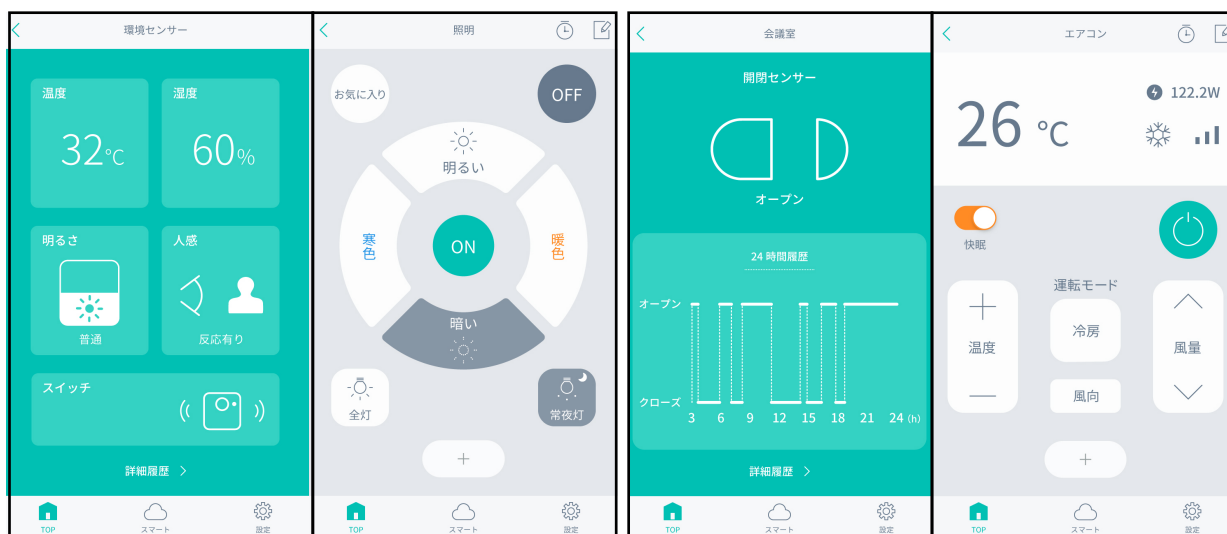 環境センサー
温度
32℃
湿度
60%
明るさ
普通
人感
反応有り
スイッチ
詳細履歴
TOP
スマート
設定
照明
お気に入り
OFF
明るい
寒色
ON
暖色
暗い
全灯
常夜灯
+
TOP
スマート
設定
会議室
開閉センサー
オープン
24時間履歴
オープン
クローズ
3 6 9 12 15 18 21 24 (h)
詳細履歴
TOP
スマート
設定
エアコン
122.2W
26 ℃
快眠
運転モード
温度
冷房
風量
風向
+
TOP
スマート
設定